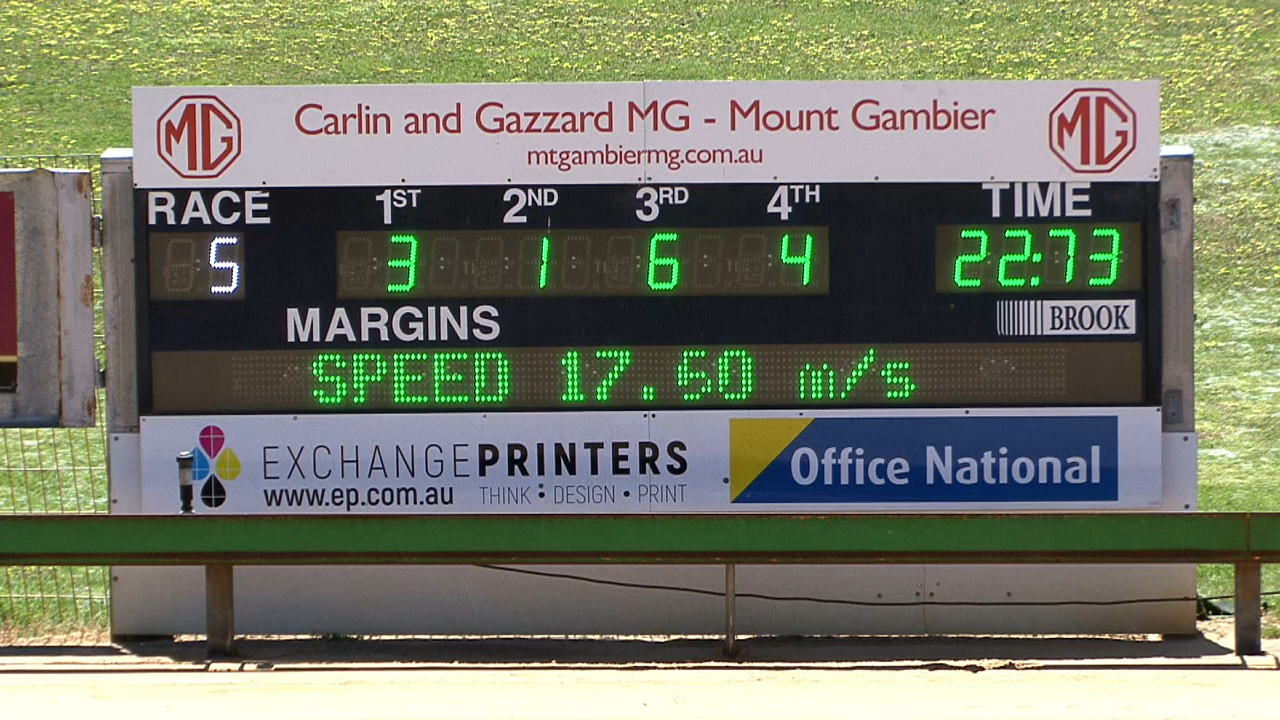 MG Carlin and Gazzard MG - Mount Gambier MG
mtgambiermg.com.au
RACE 1ST 2ND 3RD 4TH TIME
5 3 1 6 4 22:73
MARGINS BROOK
SPEED 17.50 m/s
EXCHANGEPRINTERS Office National
www.ep.com.au THINK • DESIGN • PRINT